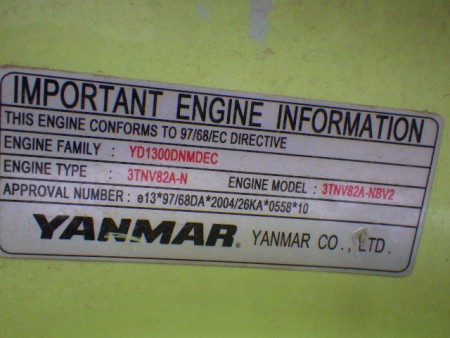 IMPORTANT ENGINE INFORMATION
THIS ENGINE CONFORMS TO 97/68/EC DIRECTIVE
ENGINE FAMILY : YD1300DNMDEC
ENGINE TYPE : 3TNV82A-N ENGINE MODEL : 3TNV82A-NBV2
APPROVAL NUMBER : e13*97/68DA*2004/26KA*0558*10
YANMAR. YANMAR CO., LTD.